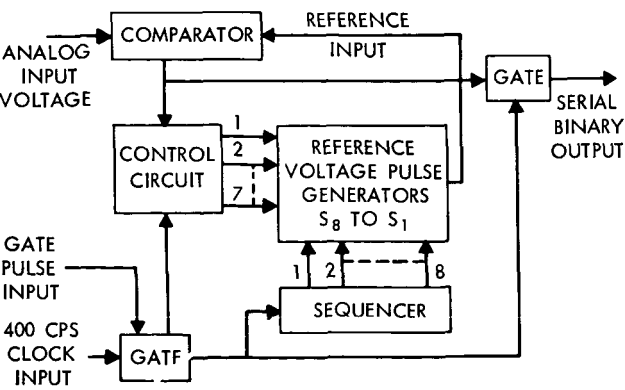 COMPARATOR
REFERENCE
INPUT
ANALOG
INPUT
VOLTAGE
GATE
SERIAL
BINARY
OUTPUT
CONTROL
CIRCUIT
1
2
7
REFERENCE
VOLTAGE PULSE
GENERATORS
S8 TO S1
GATE
PULSE
INPUT
1 2 8
SEQUENCER
400 CPS
CLOCK
INPUT
GATF